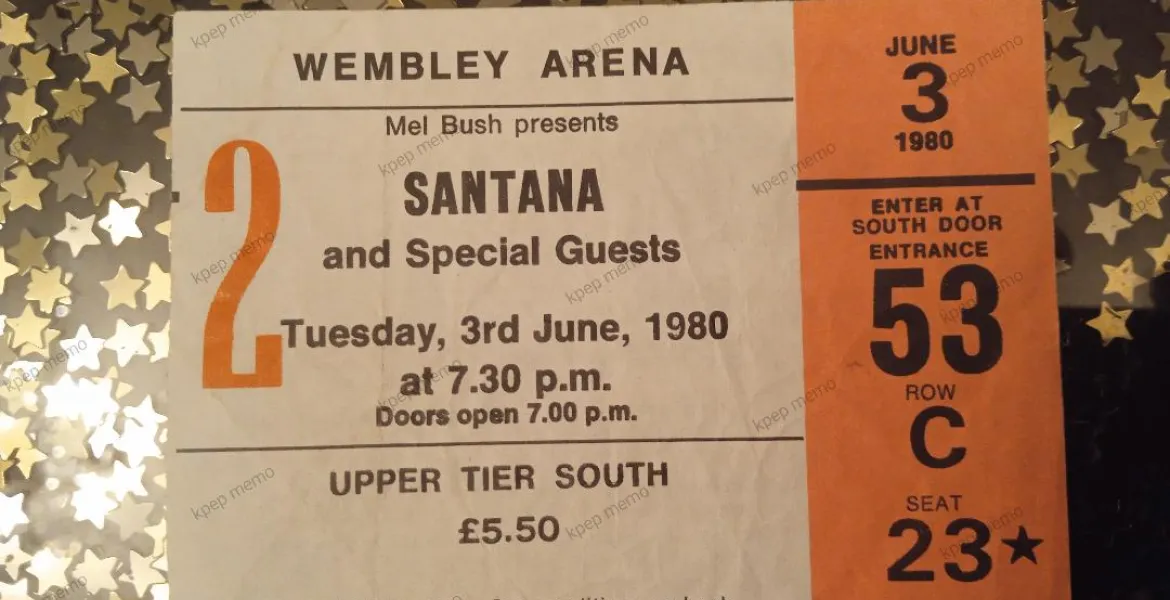 WEMBLEY ARENA
Mel Bush presents
2
SANTANA
and Special Guests
Tuesday, 3rd June, 1980
at 7.30 p.m.
Doors open 7.00 p.m.
UPPER TIER SOUTH
£5.50
JUNE
3
1980
ENTER AT
SOUTH DOOR
ENTRANCE
53
ROW
C
SEAT
23★
kpep memo